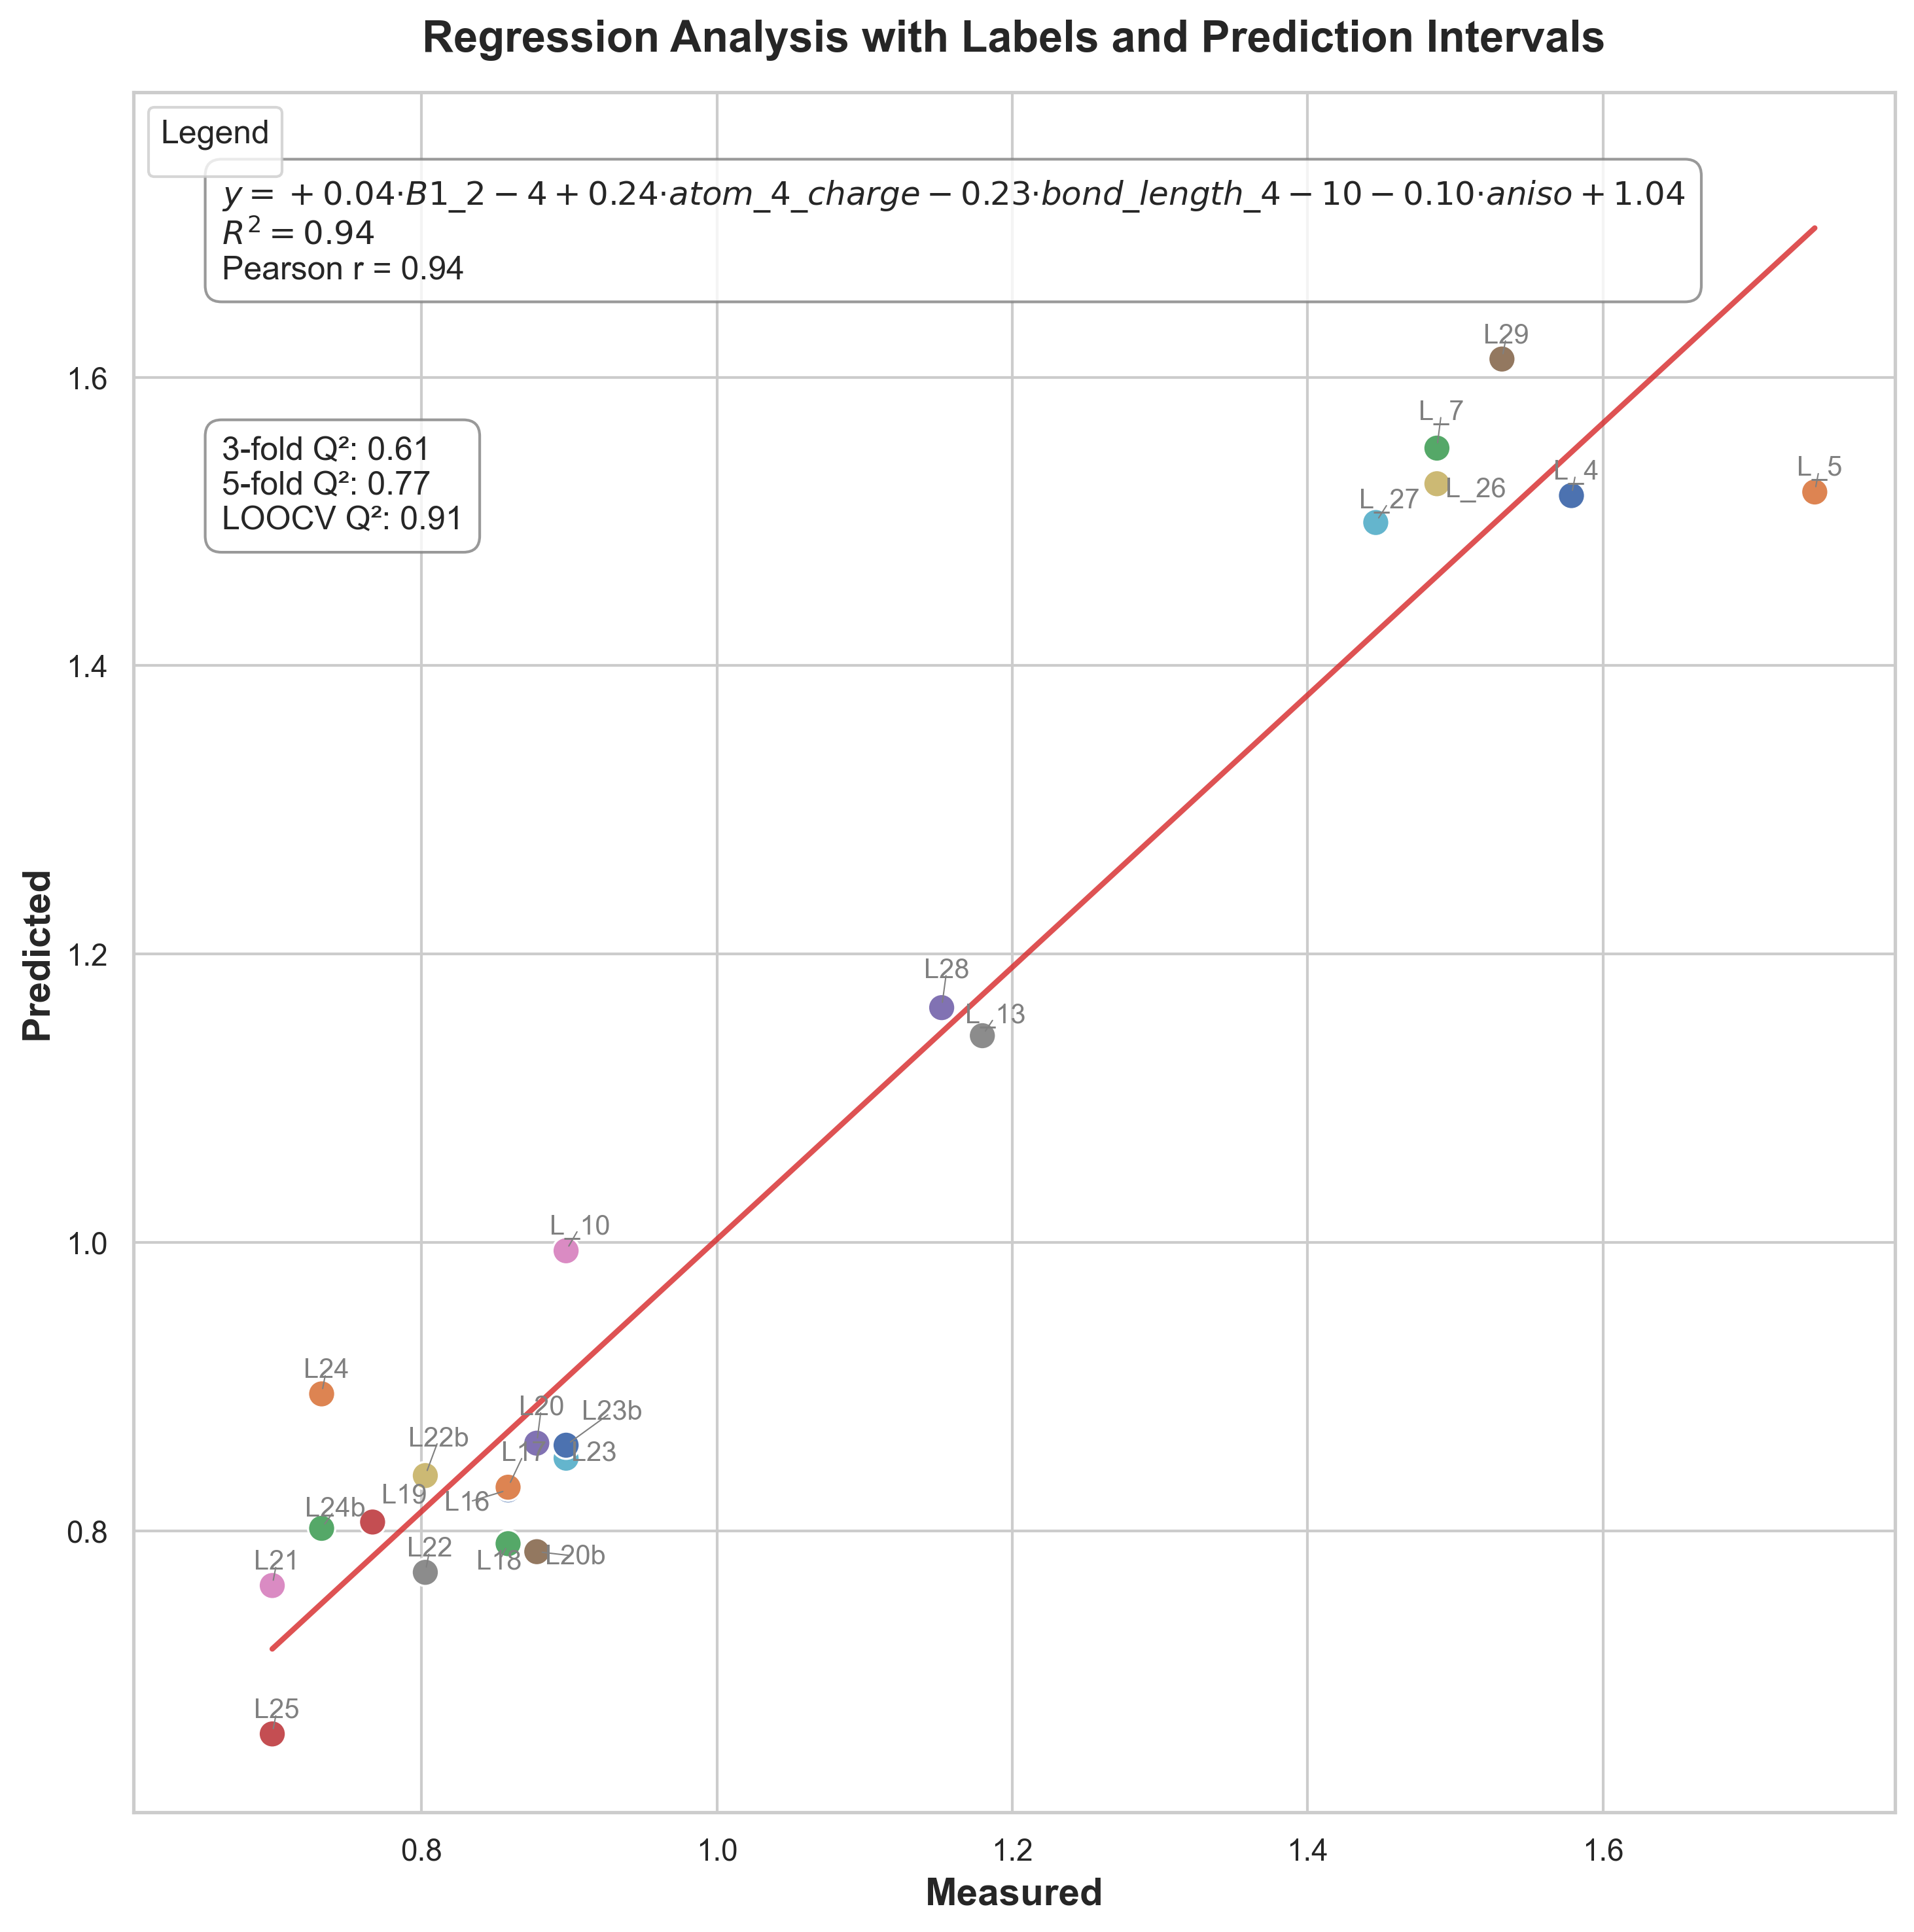 Regression Analysis with Labels and Prediction Intervals
Legend
y = +0.04·B1_2 − 4 + 0.24·atom_4_charge − 0.23·bond_length_4 − 10 − 0.10·aniso + 1.04
R² = 0.94
Pearson r = 0.94
L29
1.6
L_7
3-fold Q²: 0.61
5-fold Q²: 0.77
LOOCV Q²: 0.91
L_4
L_5
L_26
L_27
1.4
1.2
L28
L_13
Predicted
L_10
1.0
L24
L20
L23b
L22b
L17
L23
L19
L16
L24b
0.8
L22
L21
L18
L20b
L25
0.8
1.0
1.2
1.4
1.6
Measured